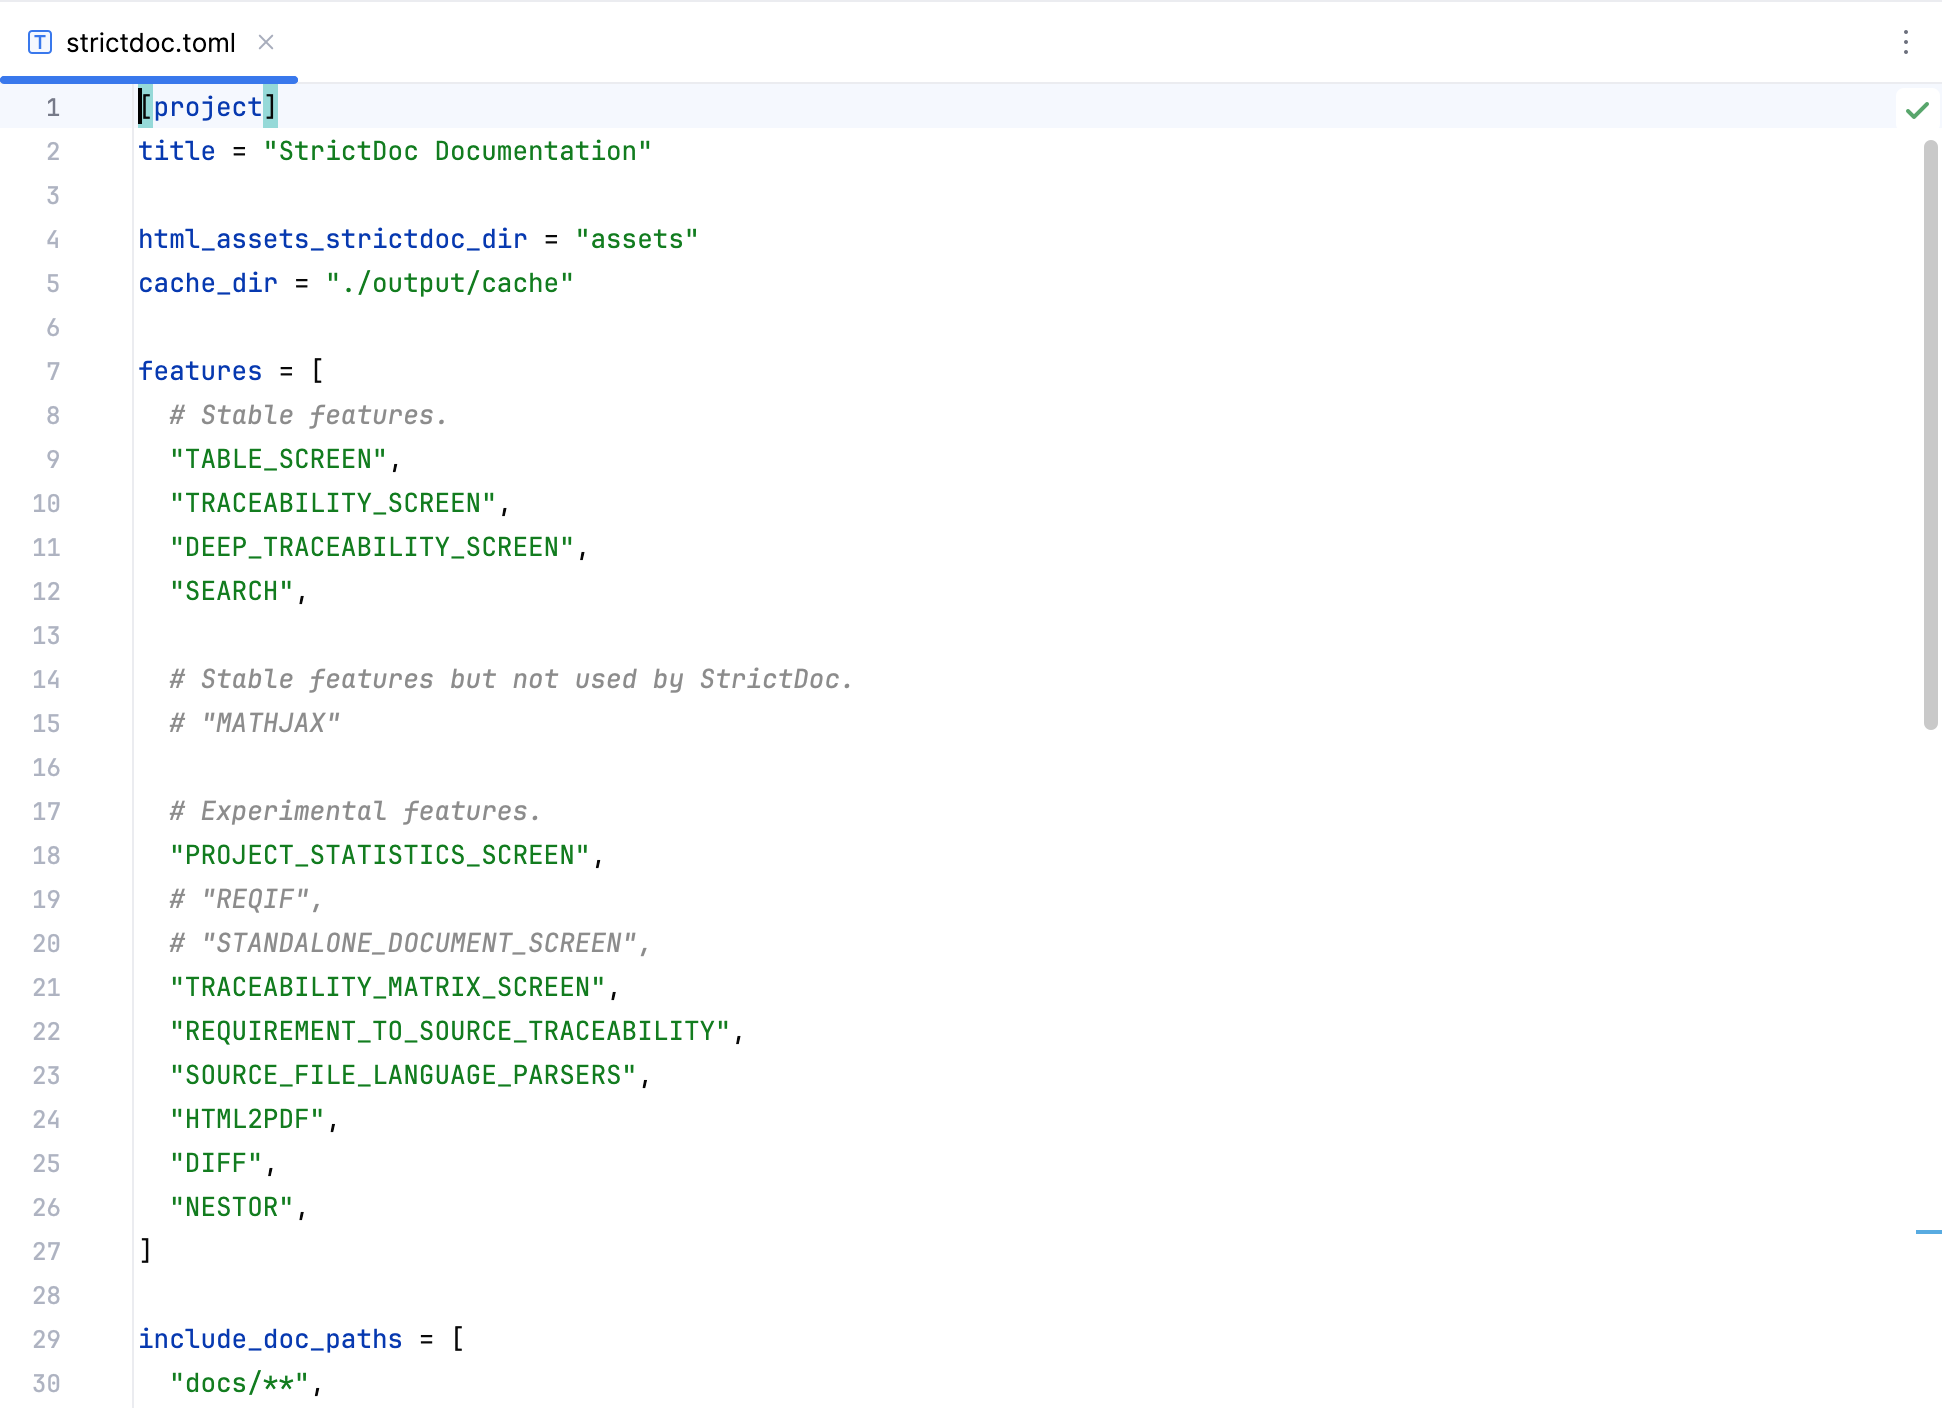 strictdoc.toml
1 [project]
2 title = "StrictDoc Documentation"
3
4 html_assets_strictdoc_dir = "assets"
5 cache_dir = "./output/cache"
6
7 features = [
8   # Stable features.
9   "TABLE_SCREEN",
10   "TRACEABILITY_SCREEN",
11   "DEEP_TRACEABILITY_SCREEN",
12   "SEARCH",
13
14   # Stable features but not used by StrictDoc.
15   # "MATHJAX"
16
17   # Experimental features.
18   "PROJECT_STATISTICS_SCREEN",
19   # "REQIF",
20   # "STANDALONE_DOCUMENT_SCREEN",
21   "TRACEABILITY_MATRIX_SCREEN",
22   "REQUIREMENT_TO_SOURCE_TRACEABILITY",
23   "SOURCE_FILE_LANGUAGE_PARSERS",
24   "HTML2PDF",
25   "DIFF",
26   "NESTOR",
27 ]
28
29 include_doc_paths = [
30   "docs/**",